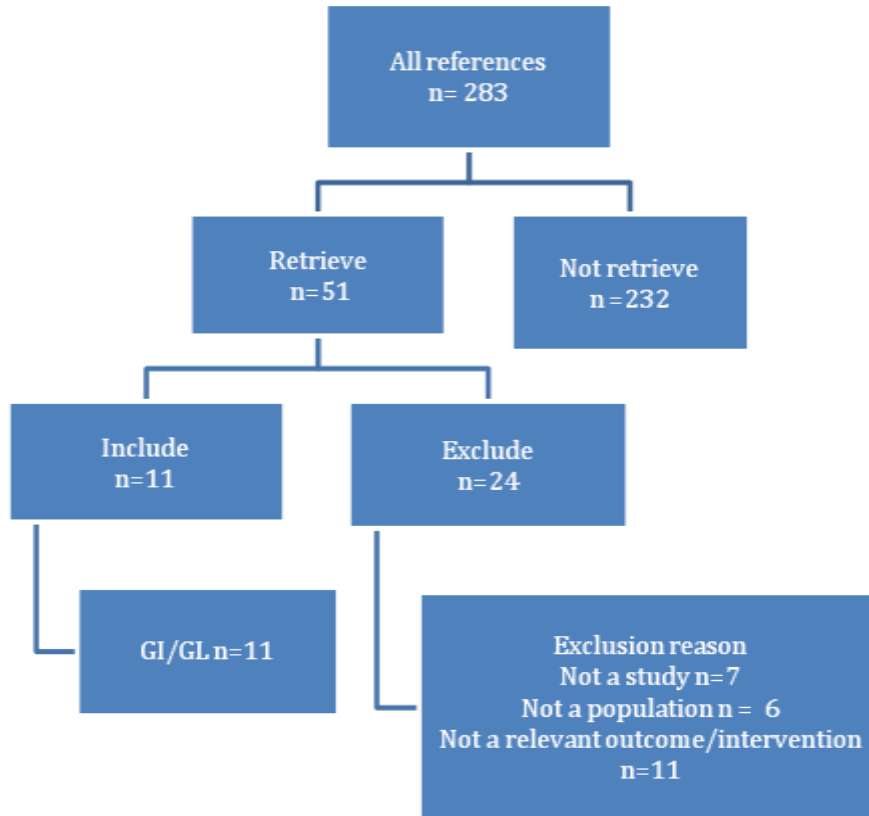 All references
n= 283
Retrieve
n=51
Not retrieve
n =232
Include
n=11
Exclude
n=24
GI/GL n=11
Exclusion reason
Not a study n=7
Not a population n = 6
Not a relevant outcome/intervention
n=11